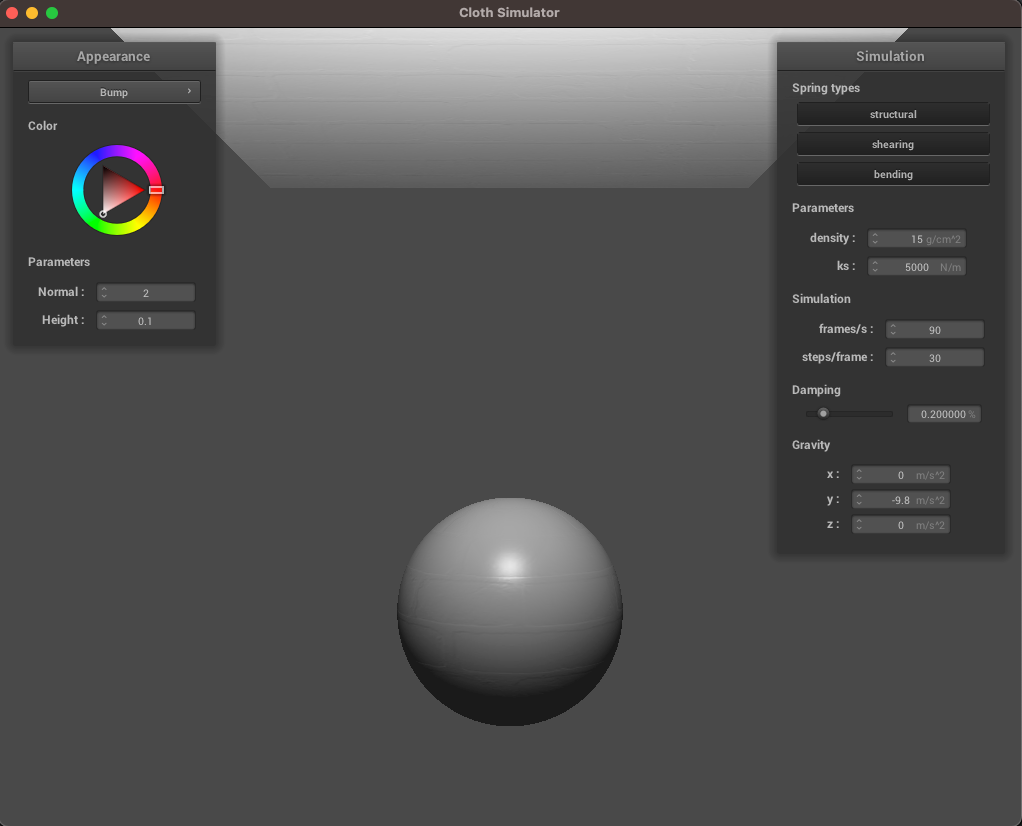 Cloth Simulator
Appearance
Bump
Color
Parameters
Normal : 2
Height : 0.1
Simulation
Spring types
structural
shearing
bending
Parameters
density : 15 g/cm^2
ks : 5000 N/m
Simulation
frames/s : 90
steps/frame : 30
Damping
0.200000 %
Gravity
x : 0 m/s^2
y : -9.8 m/s^2
z : 0 m/s^2